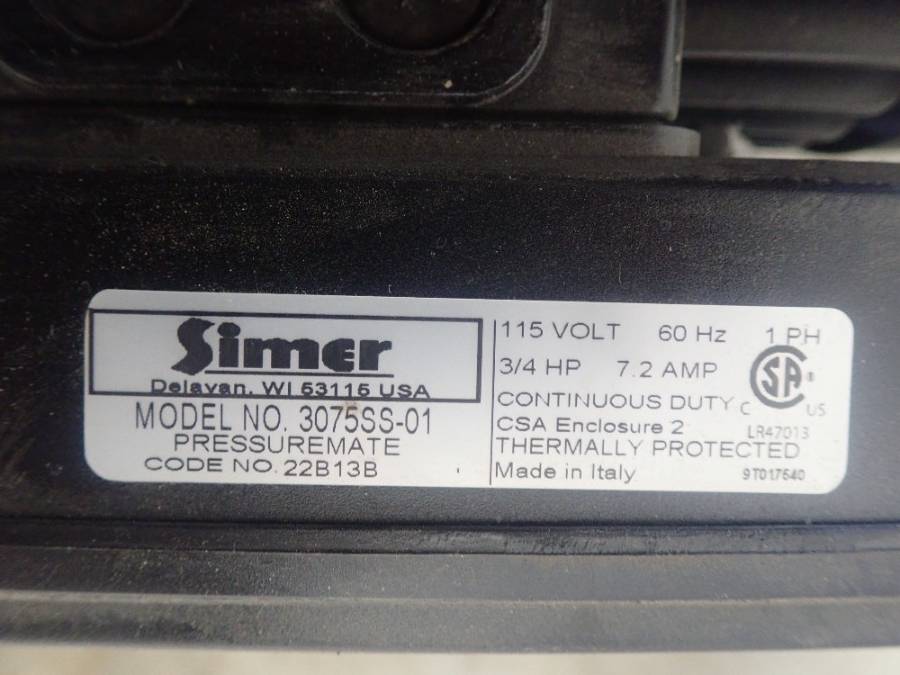 Simer
Delavan, WI 53115 USA
MODEL NO. 3075SS-01
PRESSUREMATE
CODE NO. 22B13B
115 VOLT 60 Hz 1 PH
3/4 HP 7.2 AMP
CONTINUOUS DUTY
CSA Enclosure 2
THERMALLY PROTECTED
Made in Italy
C SA ® US
LR47013
9T017640